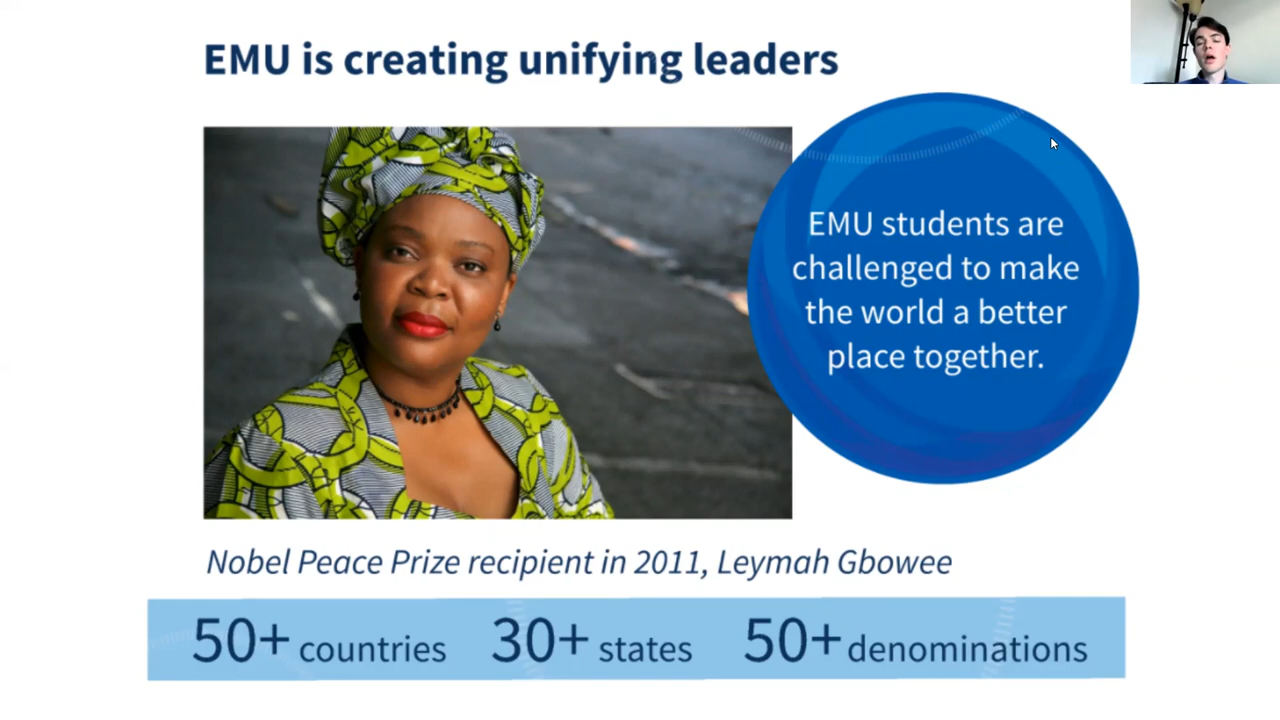 EMU is creating unifying leaders
EMU students are
challenged to make
the world a better
place together.
Nobel Peace Prize recipient in 2011, Leymah Gbowee
50+ countries 30+ states 50+ denominations